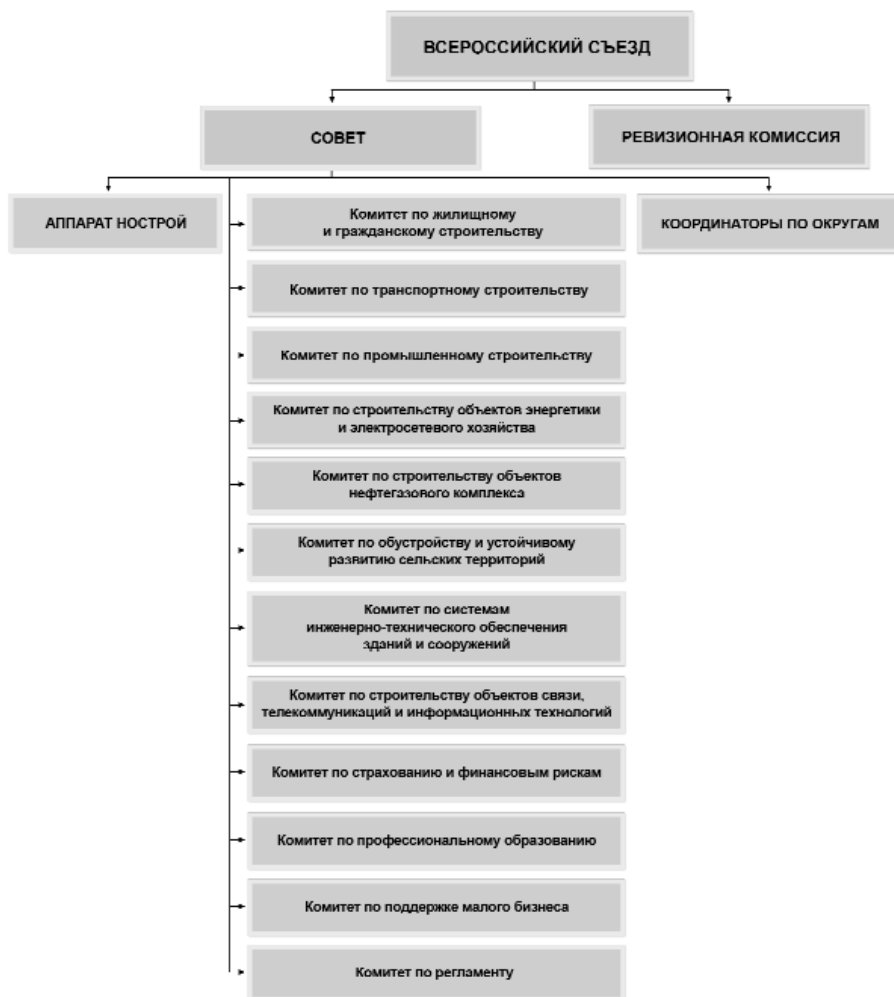 ВСЕРОССИЙСКИЙ СЪЕЗД
СОВЕТ
РЕВИЗИОННАЯ КОМИССИЯ
АППАРАТ НОСТРОЙ
КООРДИНАТОРЫ ПО ОКРУГАМ
Комитет по жилищному
и гражданскому строительству
Комитет по транспортному строительству
Комитет по промышленному строительству
Комитет по строительству объектов энергетики
и электросетевого хозяйства
Комитет по строительству объектов
нефтегазового комплекса
Комитет по обустройству и устойчивому
развитию сельских территорий
Комитет по системам
инженерно-технического обеспечения
зданий и сооружений
Комитет по строительству объектов связи,
телекоммуникаций и информационных технологий
Комитет по страхованию и финансовым рискам
Комитет по профессиональному образованию
Комитет по поддержке малого бизнеса
Комитет по регламенту